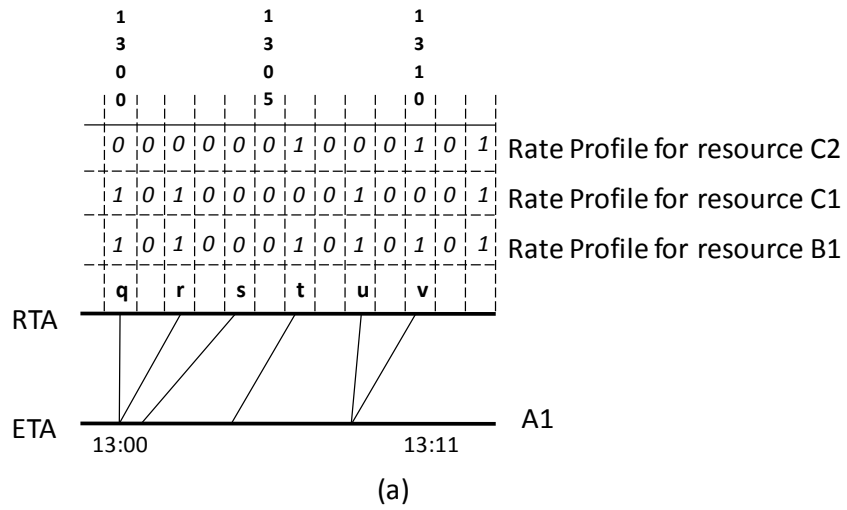 1 1 1
3 3 3
0 0 1
0 5 0
0 0 0 0 0 0 1 0 0 0 1 0 1 Rate Profile for resource C2
1 0 1 0 0 0 0 0 1 0 0 0 1 Rate Profile for resource C1
1 0 1 0 0 0 1 0 1 0 1 0 1 Rate Profile for resource B1
q r s t u v
RTA
ETA A1
13:00 13:11
(a)